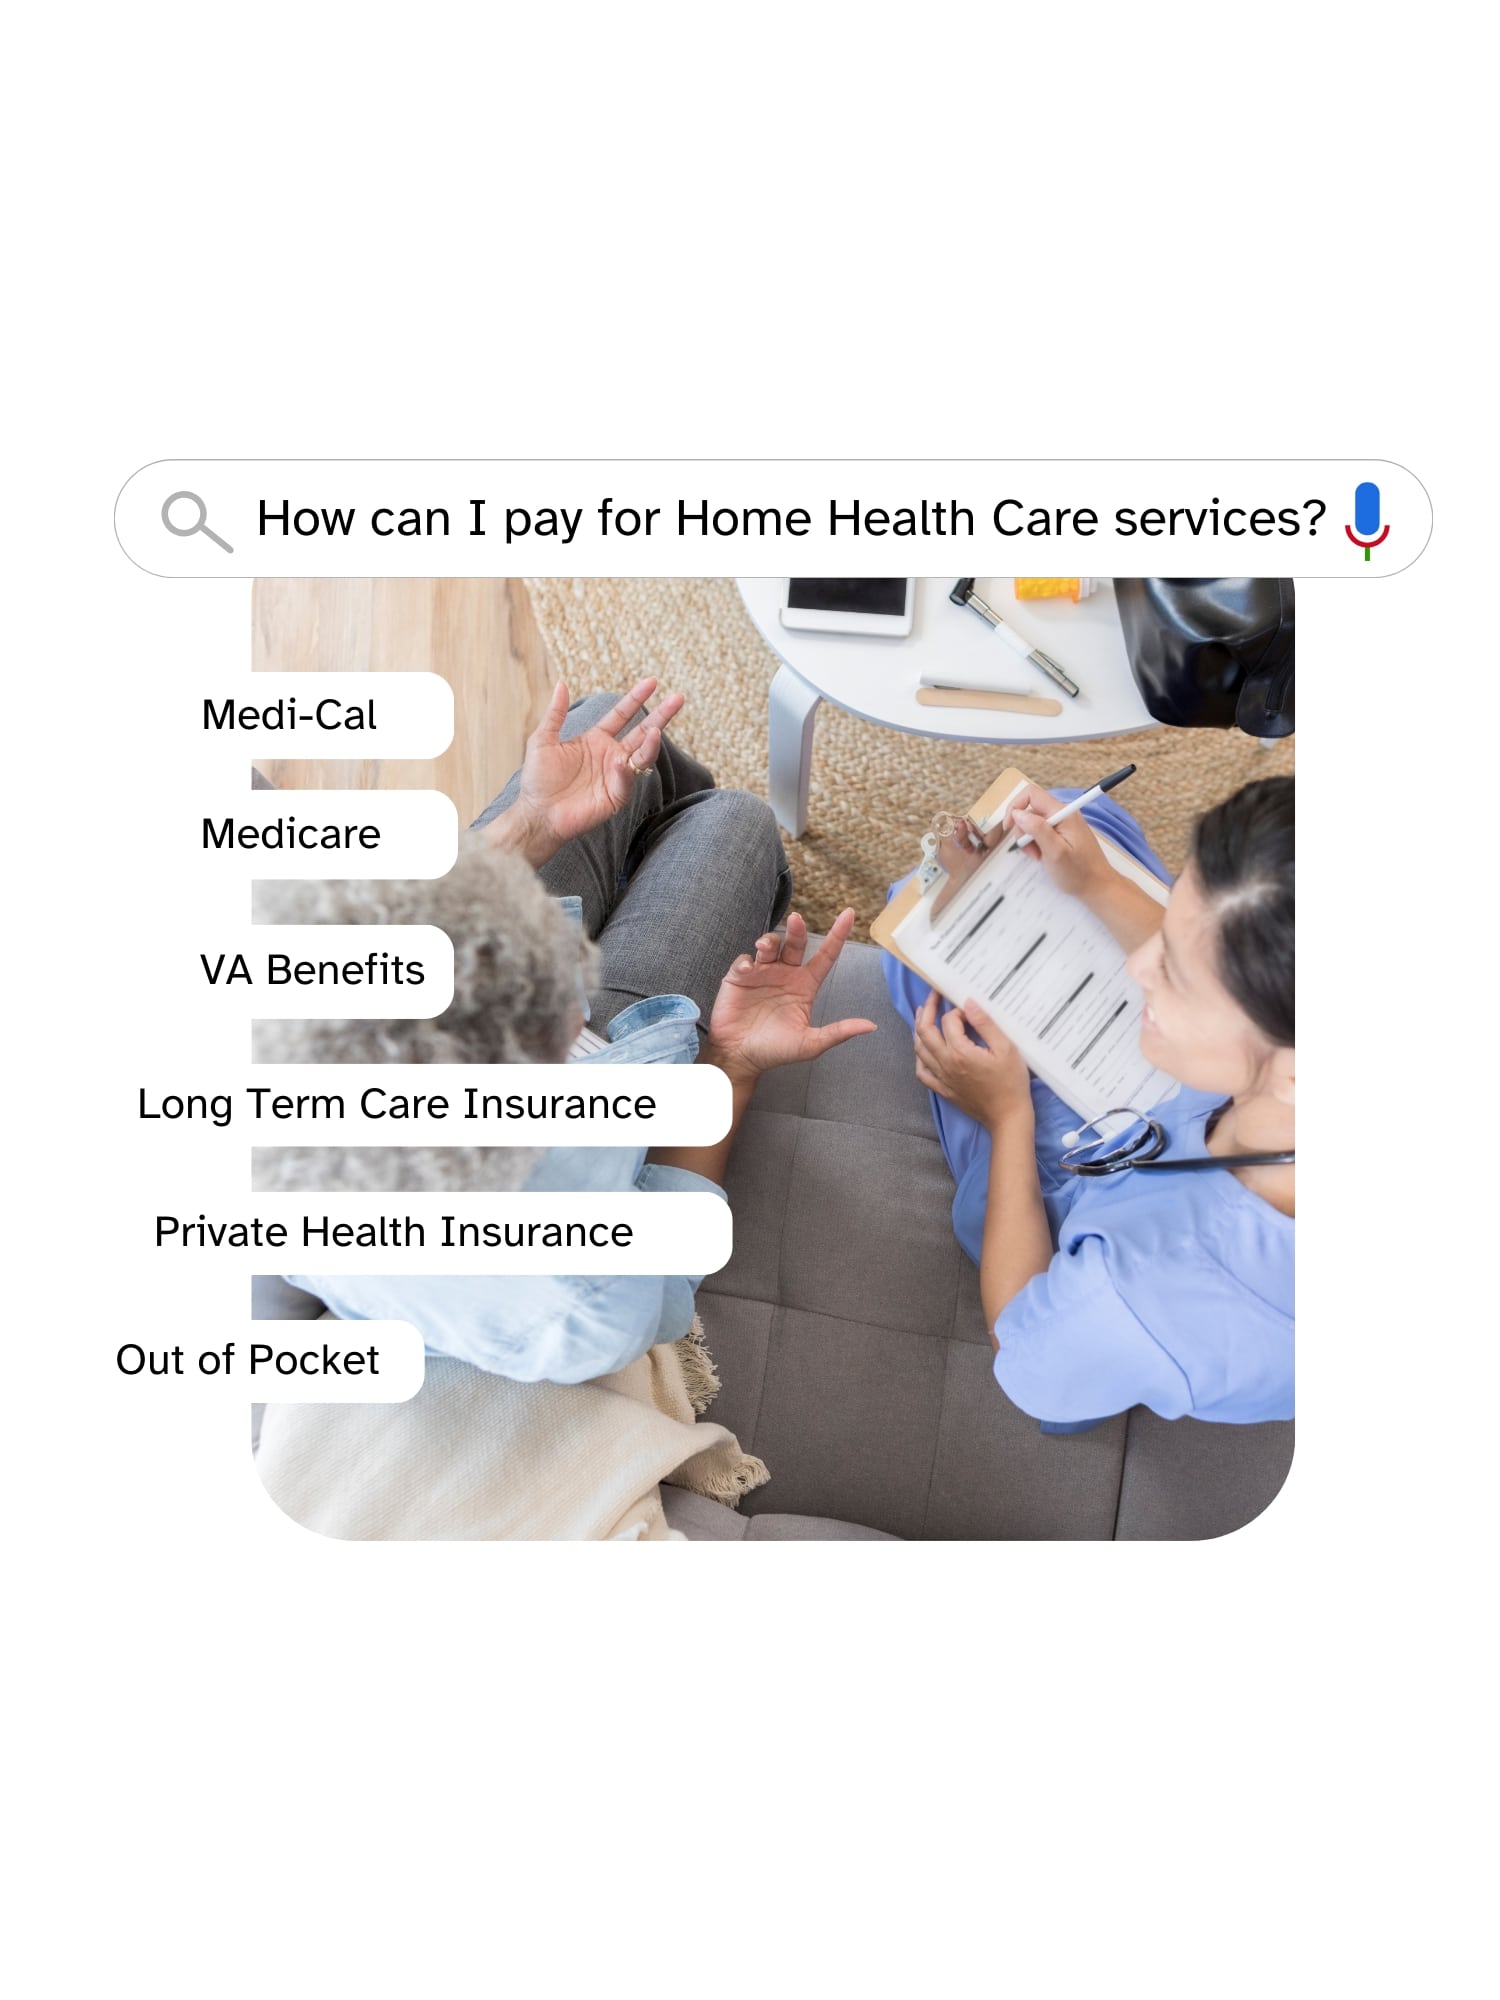 How can I pay for Home Health Care services?
Medi-Cal
Medicare
VA Benefits
Long Term Care Insurance
Private Health Insurance
Out of Pocket